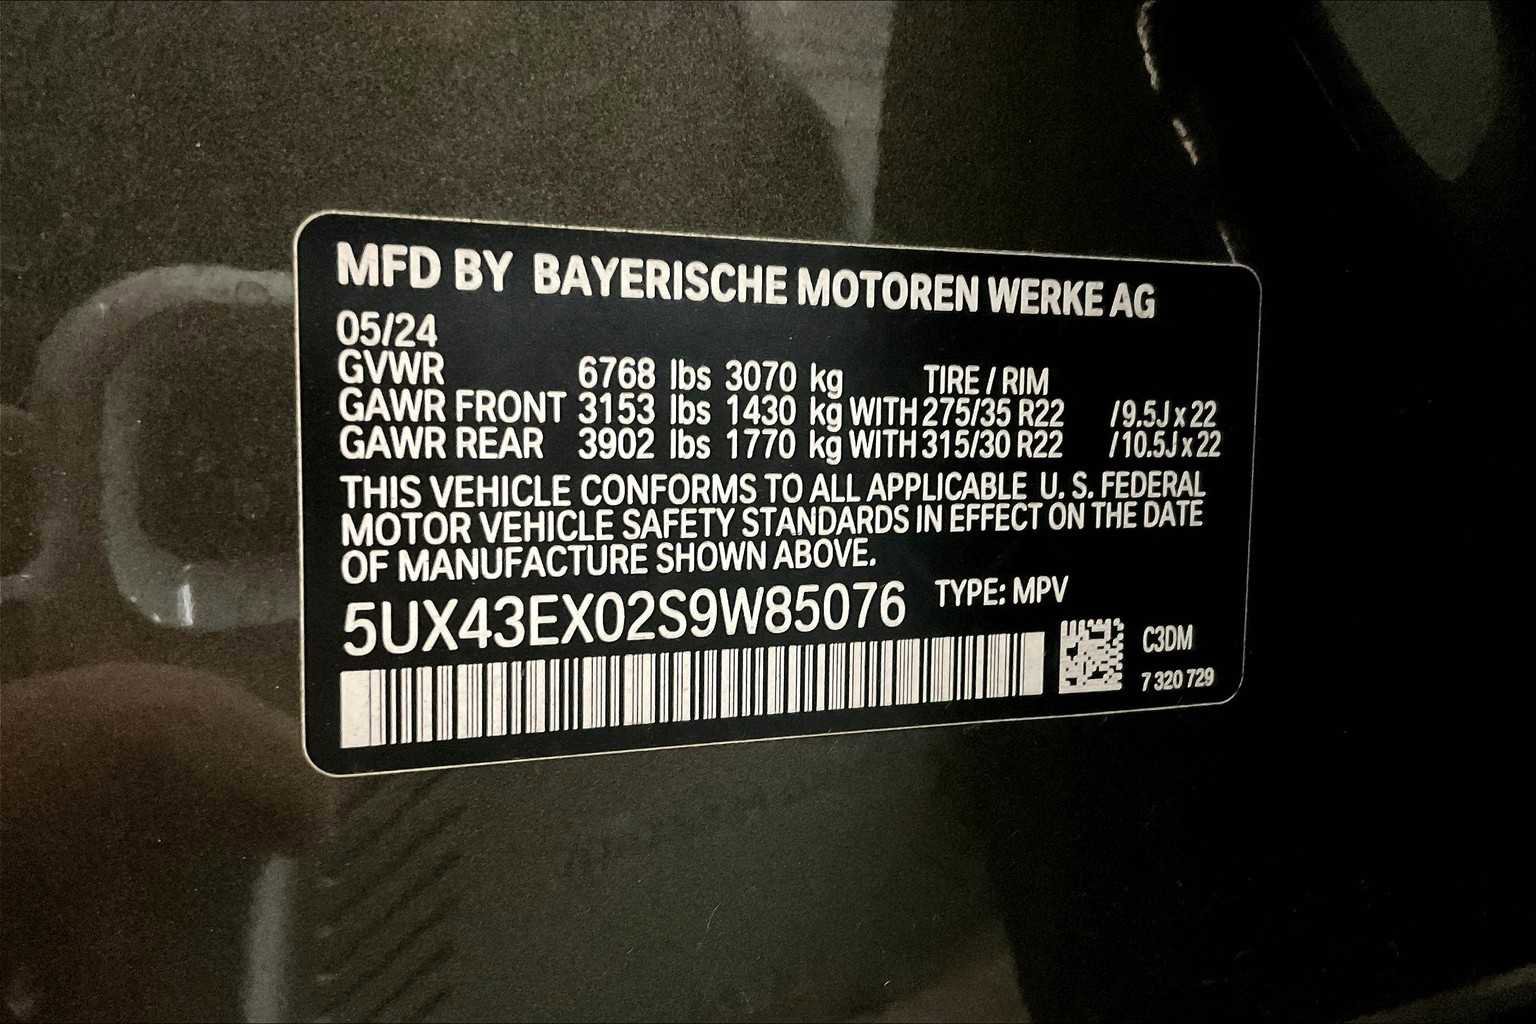 MFD BY BAYERISCHE MOTOREN WERKE AG
05/24
GVWR 6768 lbs 3070 kg TIRE / RIM
GAWR FRONT 3153 lbs 1430 kg WITH 275/35 R22 /9.5J x 22
GAWR REAR 3902 lbs 1770 kg WITH 315/30 R22 /10.5J x 22
THIS VEHICLE CONFORMS TO ALL APPLICABLE U. S. FEDERAL
MOTOR VEHICLE SAFETY STANDARDS IN EFFECT ON THE DATE
OF MANUFACTURE SHOWN ABOVE.
5UX43EX02S9W85076 TYPE: MPV
C3DM
7 320 729